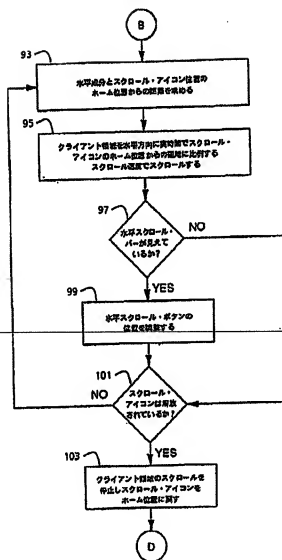 B
93
水平成分とスクロール・アイコン位置の
ホーム位置からの距離を求める
95
クライアント領域を水平方向に実時間でスクロール・
アイコンのホーム位置からの距離に比例する
スクロール速度でスクロールする
97
水平スクロール・
バーが見えて
いるか?
NO
YES
99
水平スクロール・ボタンの
位置を調整する
101
スクロール・
アイコンは解放
されているか?
NO
YES
103
クライアント領域のスクロールを
停止しスクロール・アイコンを
ホーム位置に戻す
D